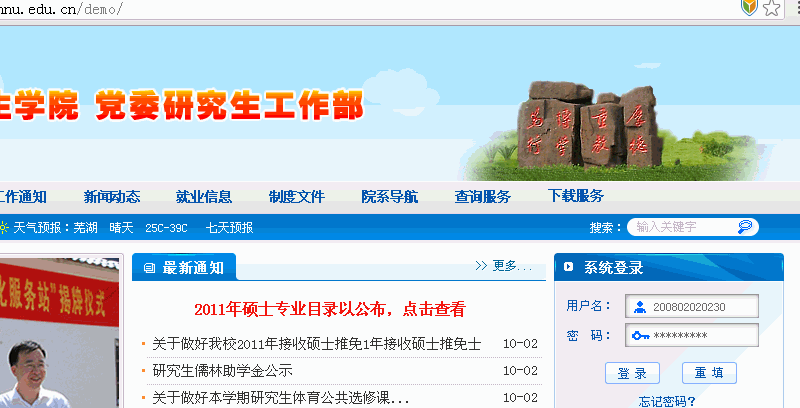 nnu.edu.cn/demo/
生学院 党委研究生工作部
厚德 重教 博学 笃行
工作通知 新闻动态 就业信息 制度文件 院系导航 查询服务 下载服务
天气预报：芜湖 晴天 25C-39C 七天预报 搜索： 输入关键字
最新通知 >> 更多...
2011年硕士专业目录以公布，点击查看
关于做好我校2011年接收硕士推免1年接收硕士推免士 10-02
研究生儒林助学金公示 10-02
关于做好本学期研究生体育公共选修课... 10-02
化服务站”揭牌仪式
系统登录
用户名： 200802020230
密 码： *********
登 录 重 填
忘记密码？